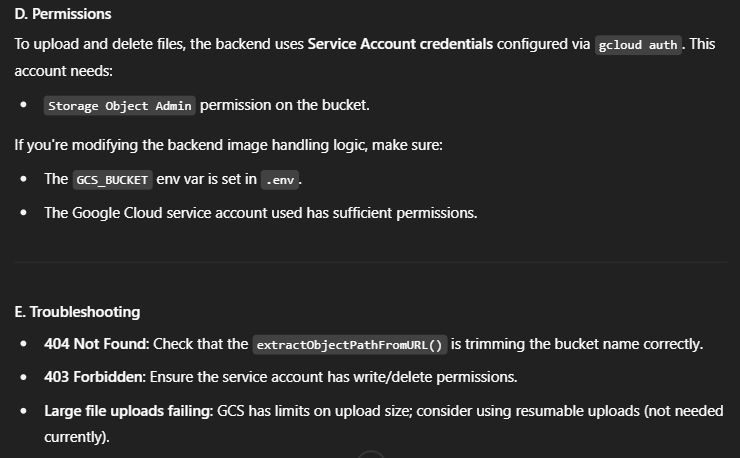 D. Permissions
To upload and delete files, the backend uses Service Account credentials configured via gcloud auth. This
account needs:
• Storage Object Admin permission on the bucket.
If you're modifying the backend image handling logic, make sure:
• The GCS_BUCKET env var is set in .env.
• The Google Cloud service account used has sufficient permissions.
E. Troubleshooting
• 404 Not Found: Check that the extractObjectPathFromURL() is trimming the bucket name correctly.
• 403 Forbidden: Ensure the service account has write/delete permissions.
• Large file uploads failing: GCS has limits on upload size; consider using resumable uploads (not needed
currently).